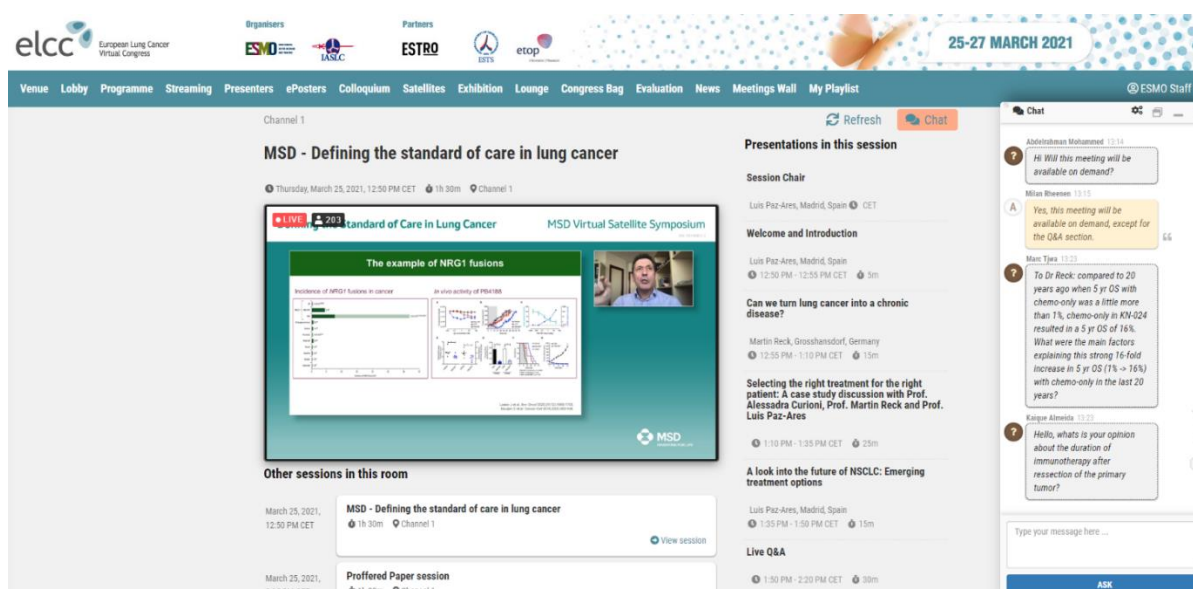 elcc
European Lung Cancer
Virtual Congress
Organisers
ESMO
IASLC
Partners
ESTRO
ESTS
etop
25-27 MARCH 2021
Venue Lobby Programme Streaming Presenters ePosters Colloquium Satellites Exhibition Lounge Congress Bag Evaluation News Meetings Wall My Playlist
ESMO Staff
Channel 1
Refresh
Chat
MSD - Defining the standard of care in lung cancer
Thursday, March 25, 2021, 12:50 PM CET 1h 30m Channel 1
LIVE 203
Standard of Care in Lung Cancer
MSD Virtual Satellite Symposium
The example of NRG1 fusions
Incidence of NRG1 fusions in cancer
In vivo activity of PB4188
MSD
Other sessions in this room
March 25, 2021,
12:50 PM CET
MSD - Defining the standard of care in lung cancer
1h 30m Channel 1
View session
March 25, 2021,
Proffered Paper session
Presentations in this session
Session Chair
Luis Paz-Ares, Madrid, Spain CET
Welcome and Introduction
Luis Paz-Ares, Madrid, Spain
12:50 PM - 12:55 PM CET 5m
Can we turn lung cancer into a chronic
disease?
Martin Reck, Grosshansdorf, Germany
12:55 PM - 1:10 PM CET 15m
Selecting the right treatment for the right
patient: A case study discussion with Prof.
Alessadra Curioni, Prof. Martin Reck and Prof.
Luis Paz-Ares
1:10 PM - 1:35 PM CET 25m
A look into the future of NSCLC: Emerging
treatment options
Luis Paz-Ares, Madrid, Spain
1:35 PM - 1:50 PM CET 15m
Live Q&A
1:50 PM - 2:20 PM CET 30m
Chat
Abdelrahman Mohammed 13:14
Hi Will this meeting will be
available on demand?
Milan Rheenen 13:15
A
Yes, this meeting will be
available on demand, except for
the Q&A section.
Marc Tjwa 13:23
To Dr Reck: compared to 20
years ago when 5 yr OS with
chemo-only was a little more
than 1%, chemo-only in KN-024
resulted in a 5 yr OS of 16%.
What were the main factors
explaining this strong 16-fold
increase in 5 yr OS (1% -> 16%)
with chemo-only in the last 20
years?
Kaique Almeida 13:23
Hello, whats is your opinion
about the duration of
immunotherapy after
ressection of the primary
tumor?
Type your message here ...
ASK